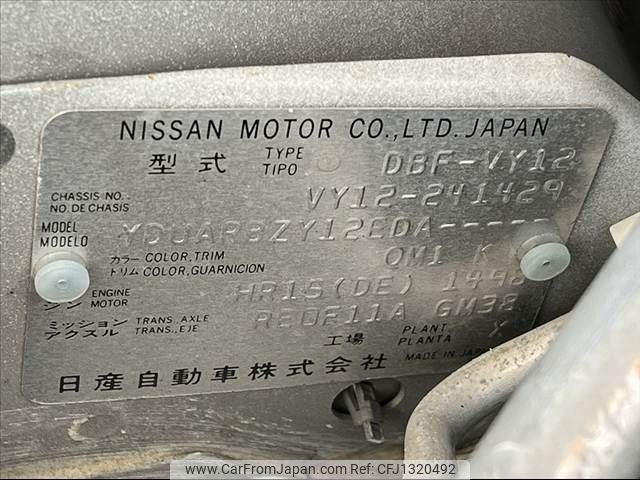 NISSAN MOTOR CO.,LTD. JAPAN
型式 TYPE TIPO DBF-VY12
CHASSIS NO. NO. DE CHASIS VY12-241429
MODEL MODELO
カラー COLOR,TRIM トリム COLOR,GUARNICION QM1 K
ENGINE MOTOR HR15(DE)
ミッション TRANS.,AXLE アクスル TRANS.,EJE RE0F11A GM38
工場 PLANT PLANTA Y
日産自動車株式会社 MADE IN
www.CarFromJapan.com CFJ1320492